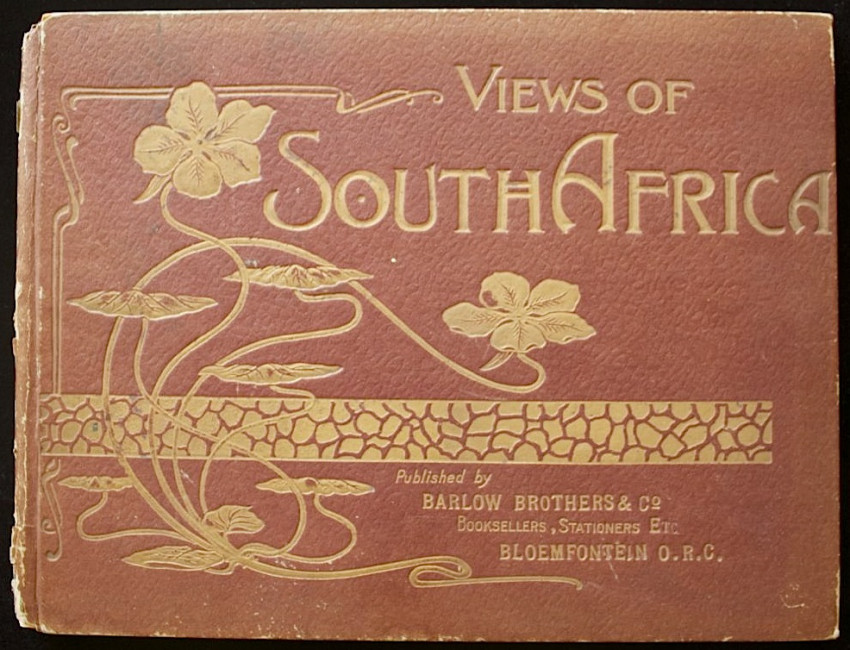 VIEWS OF
SOUTH AFRICA
Published by
BARLOW BROTHERS & Co
BOOKSELLERS, STATIONERS ETC
BLOEMFONTEIN O.R.C.